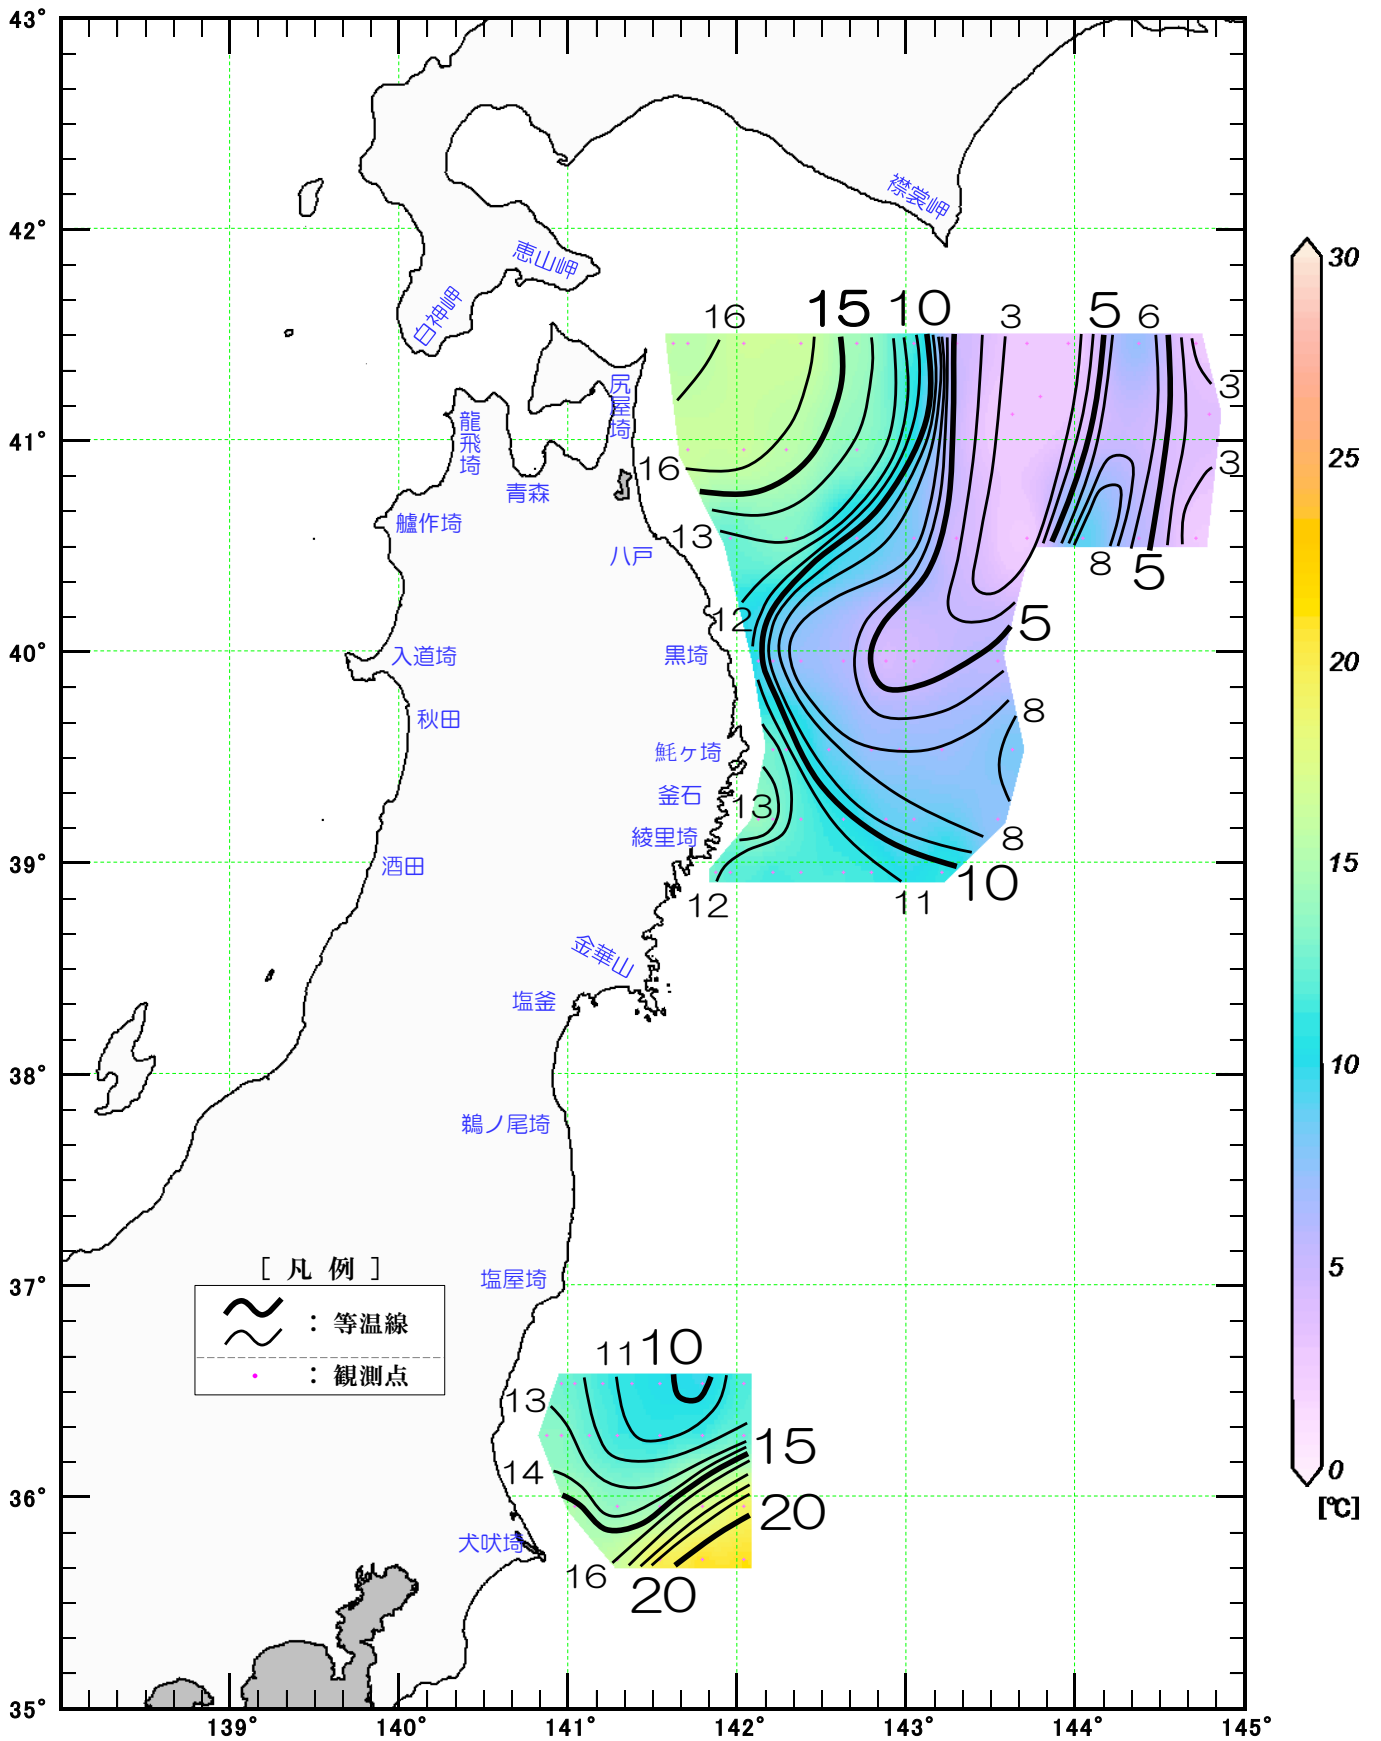 43°
42°
41°
40°
39°
38°
37°
36°
35°
139°
140°
141°
142°
143°
144°
145°
襟裳岬
恵山岬
白神岬
尻屋埼
龍飛埼
青森
艫作埼
八戸
入道埼
黒埼
秋田
魹ヶ埼
釜石
綾里埼
酒田
金華山
塩釜
鵜ノ尾埼
塩屋埼
犬吠埼
16
15
10
3
5
6
3
16
3
13
8
5
12
5
8
13
8
10
12
11
11
10
13
15
14
20
16
20
[ 凡 例 ]
： 等温線
： 観測点
30
25
20
15
10
5
0
[℃]